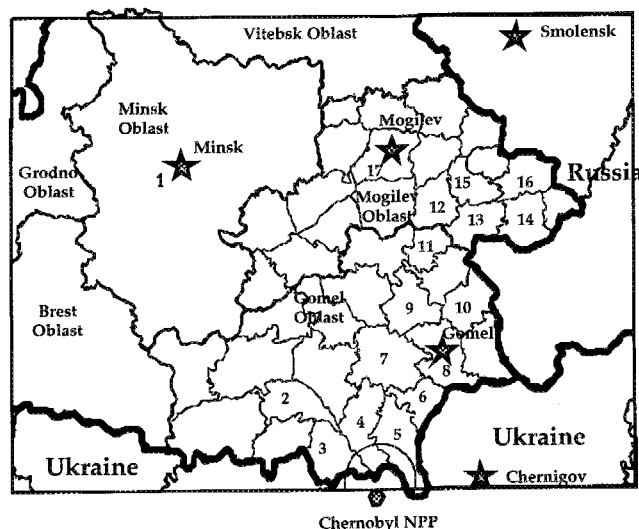 Vitebsk Oblast
Smolensk
Minsk
Oblast
Mogilev
Minsk
1
17
Grodno
Oblast
Russia
15
16
Mogilev
Oblast
12
13
14
11
Brest
Oblast
Gomel
Oblast
9
10
Gomel
7
8
2
6
4
5
3
Ukraine
Ukraine
Chernigov
Chernobyl NPP